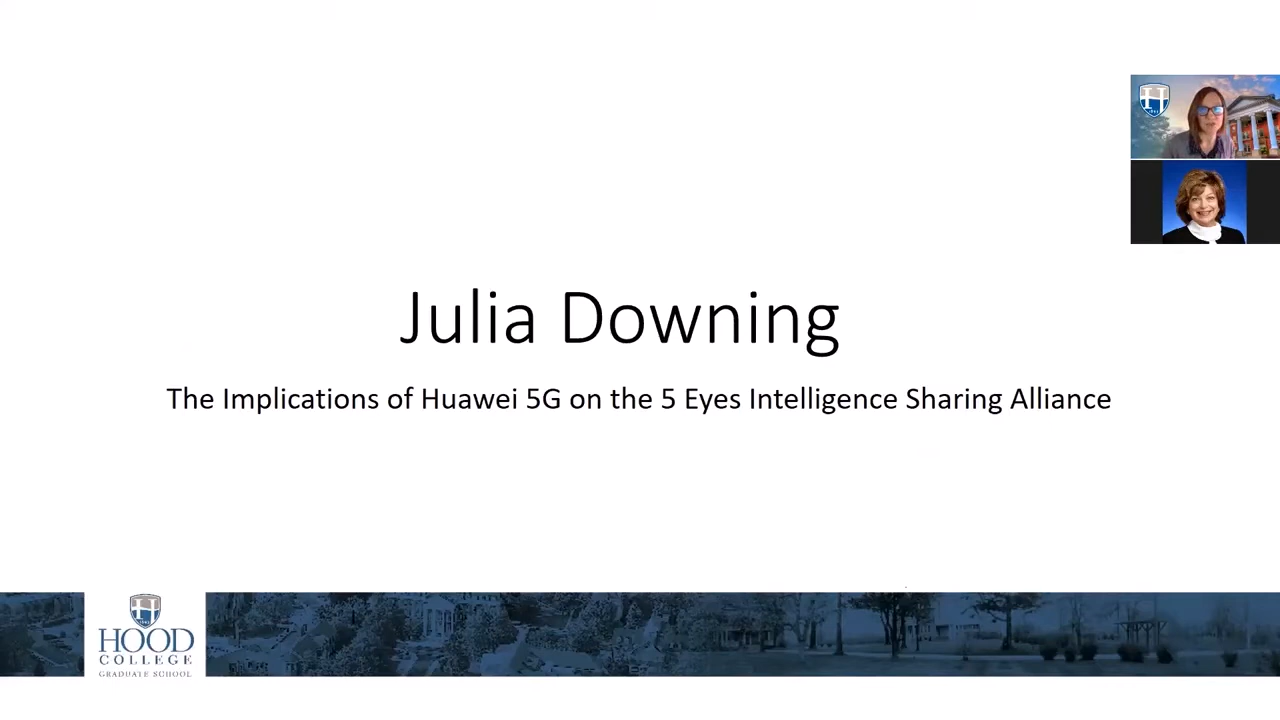 H
Julia Downing
The Implications of Huawei 5G on the 5 Eyes Intelligence Sharing Alliance
H
HOOD
COLLEGE
GRADUATE SCHOOL